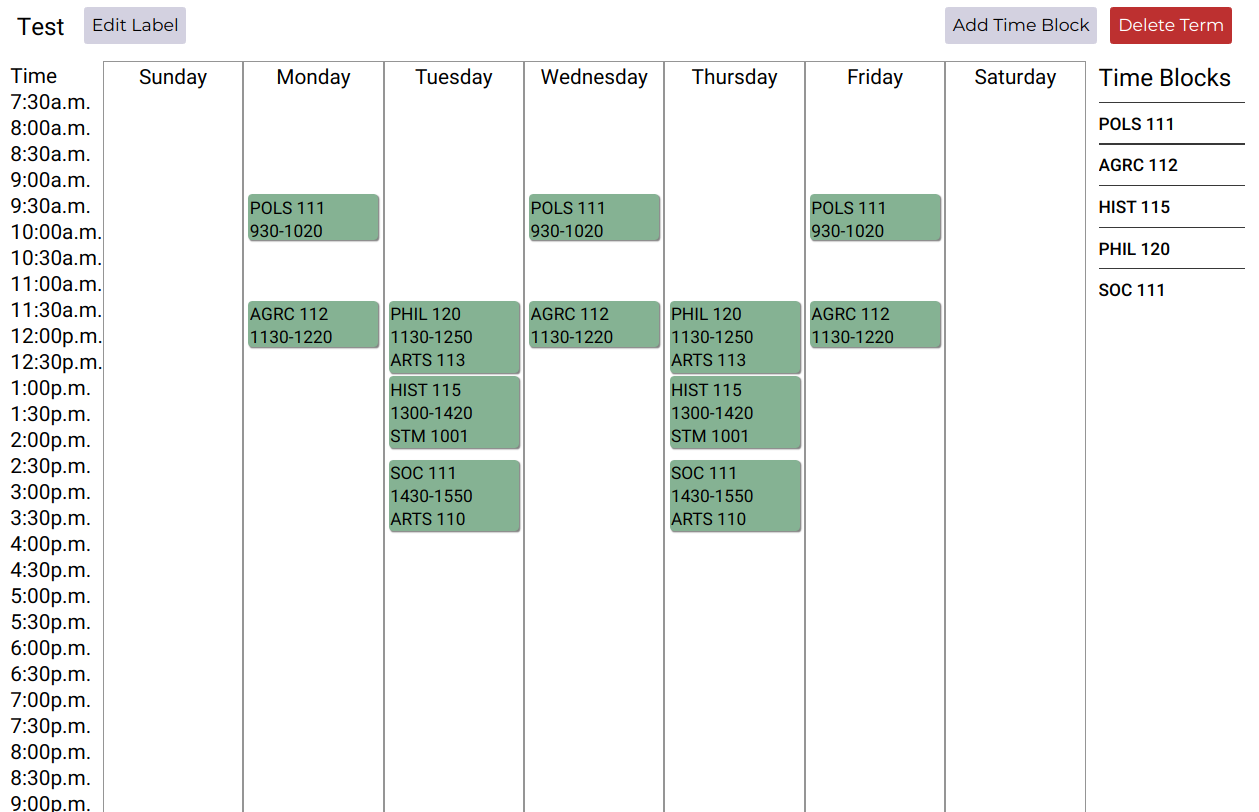 Test Edit Label Add Time Block Delete Term
Time Sunday Monday Tuesday Wednesday Thursday Friday Saturday Time Blocks
7:30a.m.
8:00a.m. POLS 111
8:30a.m.
9:00a.m. AGRC 112
9:30a.m. POLS 111 POLS 111 POLS 111 HIST 115
10:00a.m. 930-1020 930-1020 930-1020
10:30a.m. PHIL 120
11:00a.m. SOC 111
11:30a.m. AGRC 112 PHIL 120 AGRC 112 PHIL 120 AGRC 112
12:00p.m. 1130-1220 1130-1250 1130-1220 1130-1250 1130-1220
12:30p.m. ARTS 113 ARTS 113
1:00p.m. HIST 115 HIST 115
1:30p.m. 1300-1420 1300-1420
2:00p.m. STM 1001 STM 1001
2:30p.m. SOC 111 SOC 111
3:00p.m. 1430-1550 1430-1550
3:30p.m. ARTS 110 ARTS 110
4:00p.m.
4:30p.m.
5:00p.m.
5:30p.m.
6:00p.m.
6:30p.m.
7:00p.m.
7:30p.m.
8:00p.m.
8:30p.m.
9:00p.m.